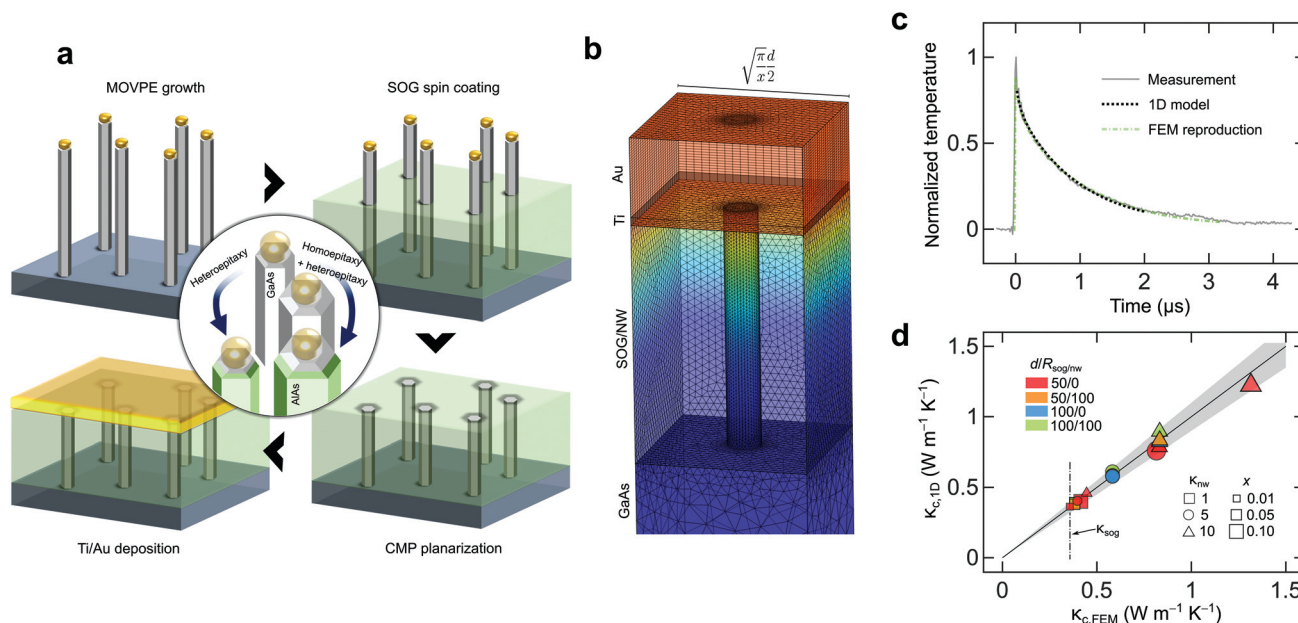 a
MOVPE growth
SOG spin coating
Heteroepitaxy
GaAs
Homoepitaxy
+ heteroepitaxy
AlAs
Ti/Au deposition
CMP planarization
b
√(π/x) d/2
Au
Ti
SOG/NW
GaAs
c
Normalized temperature
1
0.5
0
Measurement
1D model
FEM reproduction
0 1 2 3 4
Time (µs)
d
κc,1D (W m⁻¹ K⁻¹)
1.5
1.0
0.5
0
d/Rsog/nw
50/0
50/100
100/0
100/100
κsog
κnw x
1 0.01
5 0.05
10 0.10
0 0.5 1 1.5
κc,FEM (W m⁻¹ K⁻¹)